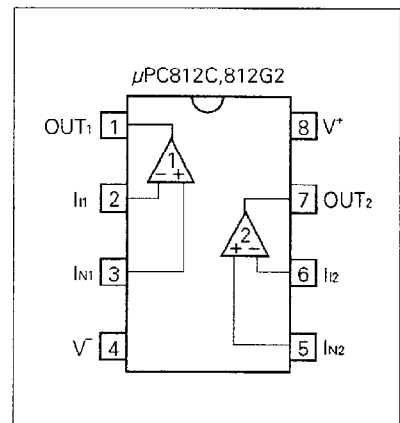 μPC812C,812G2
OUT₁ 1
8 V⁺
1
− +
II1 2
7 OUT₂
2
+ −
IN1 3
6 II2
V⁻ 4
5 IN2